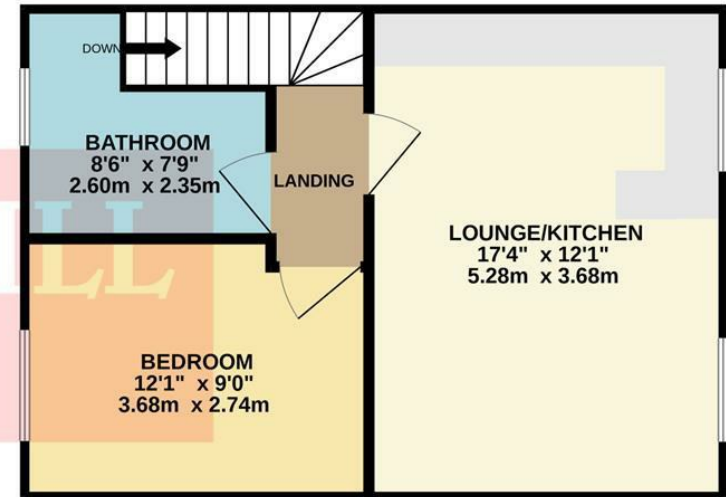 DOWN
BATHROOM
8'6" x 7'9"
2.60m x 2.35m
LANDING
LOUNGE/KITCHEN
17'4" x 12'1"
5.28m x 3.68m
BEDROOM
12'1" x 9'0"
3.68m x 2.74m